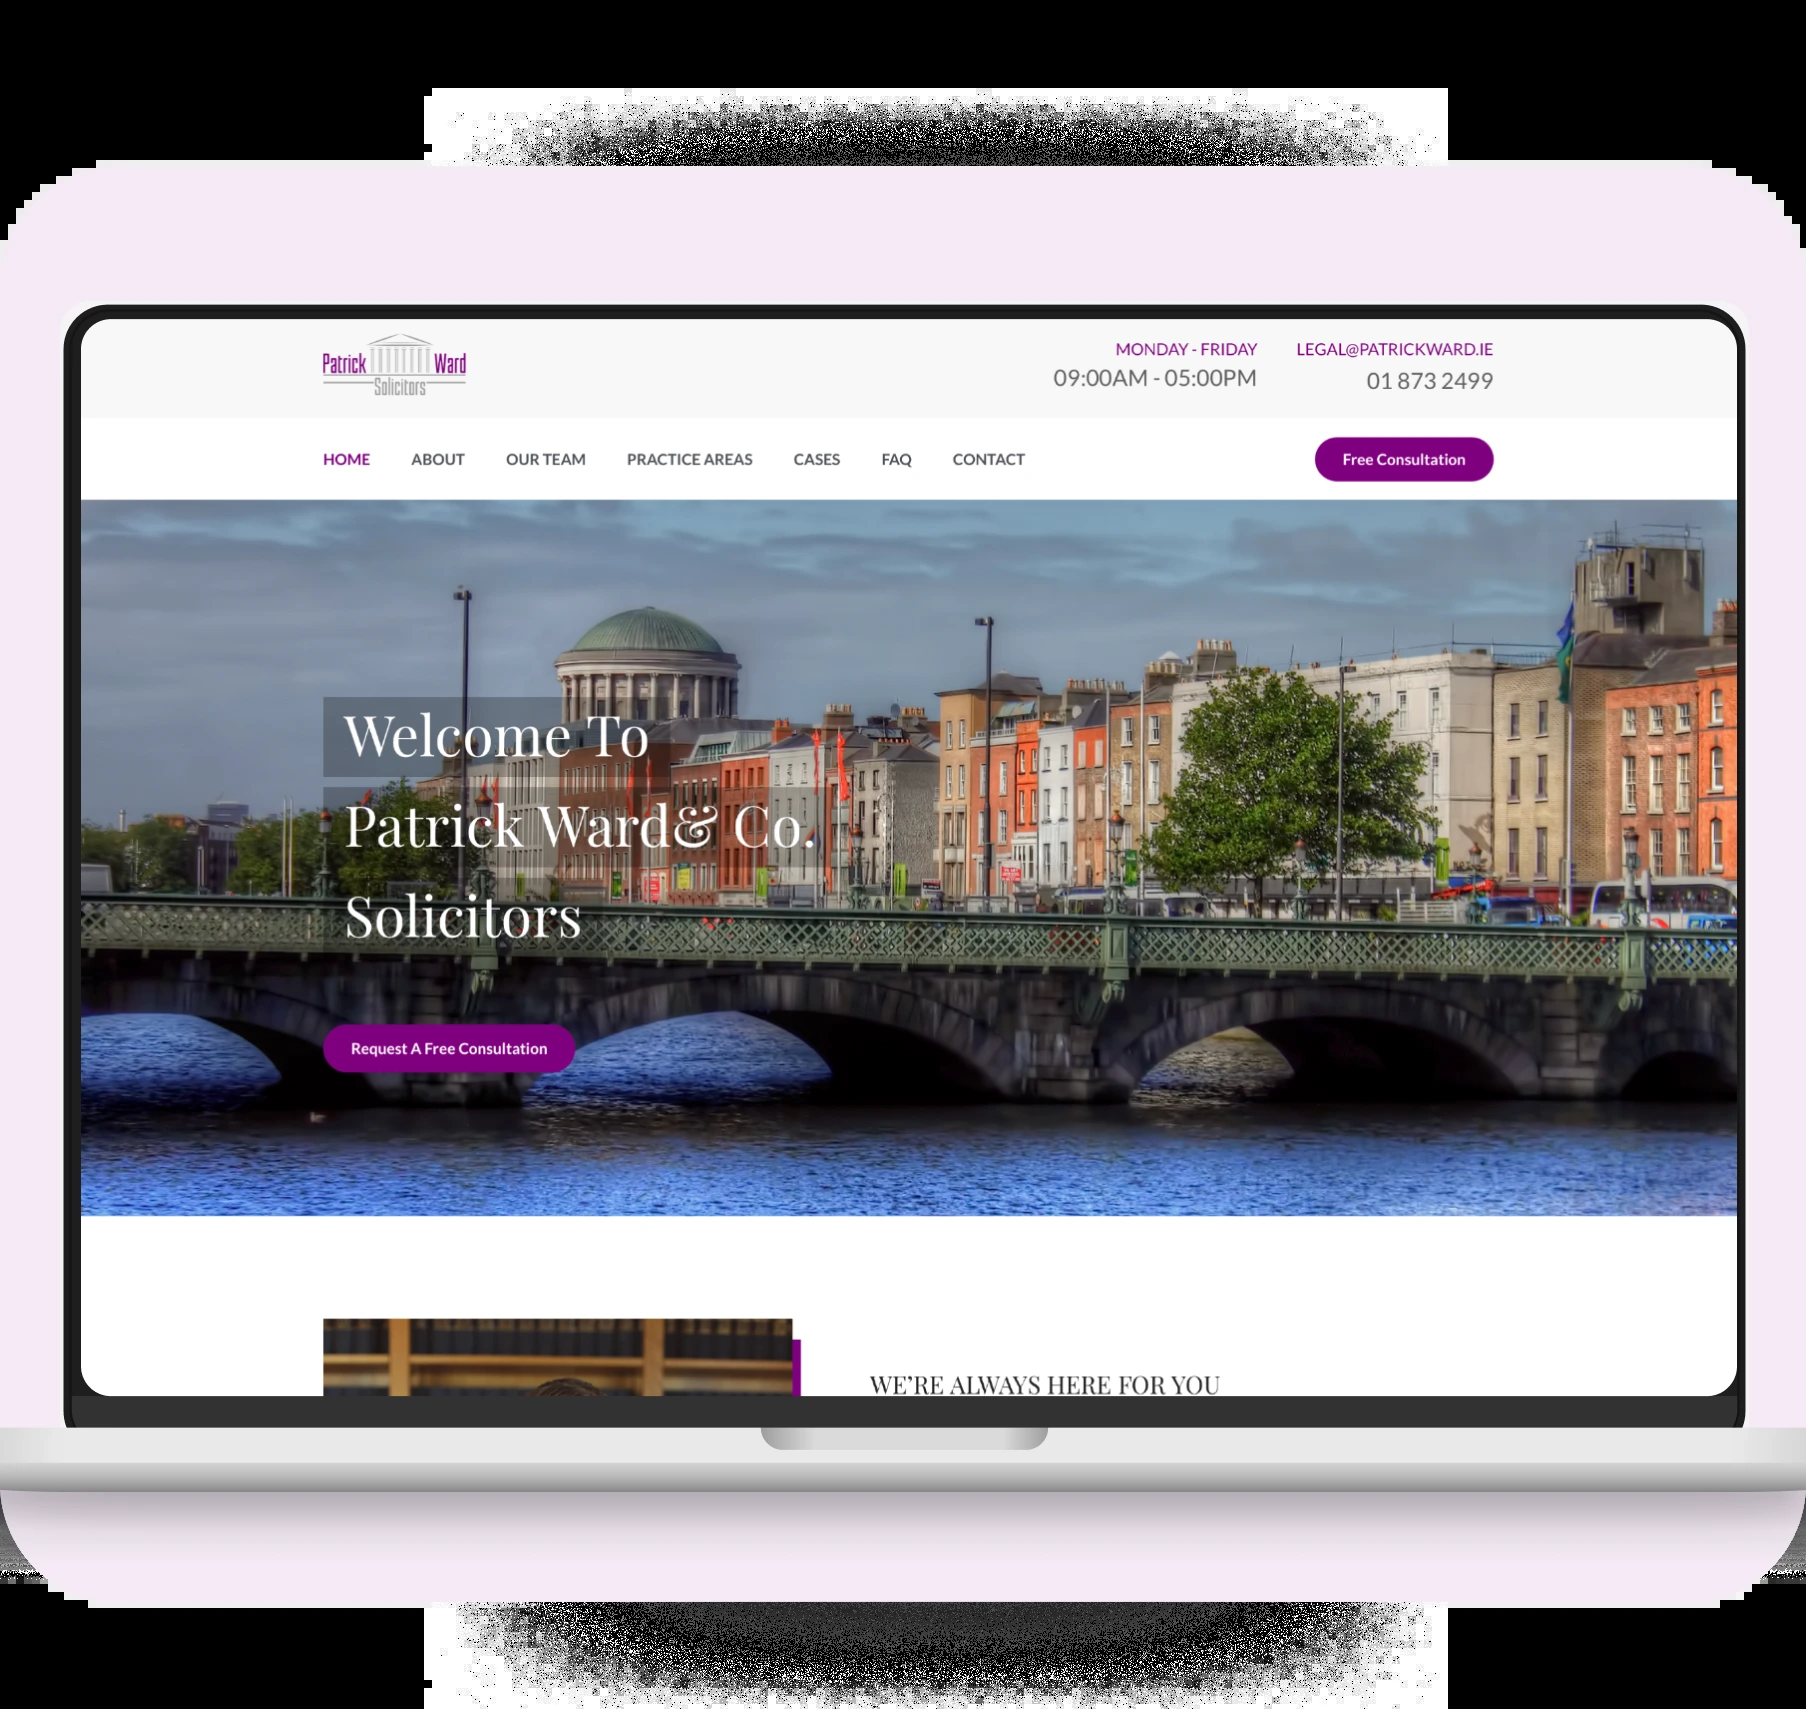 Patrick Ward
Solicitors
MONDAY - FRIDAY
09:00AM - 05:00PM
LEGAL@PATRICKWARD.IE
01 873 2499
HOME ABOUT OUR TEAM PRACTICE AREAS CASES FAQ CONTACT
Free Consultation
Welcome To
Patrick Ward& Co.
Solicitors
Request A Free Consultation
WE'RE ALWAYS HERE FOR YOU